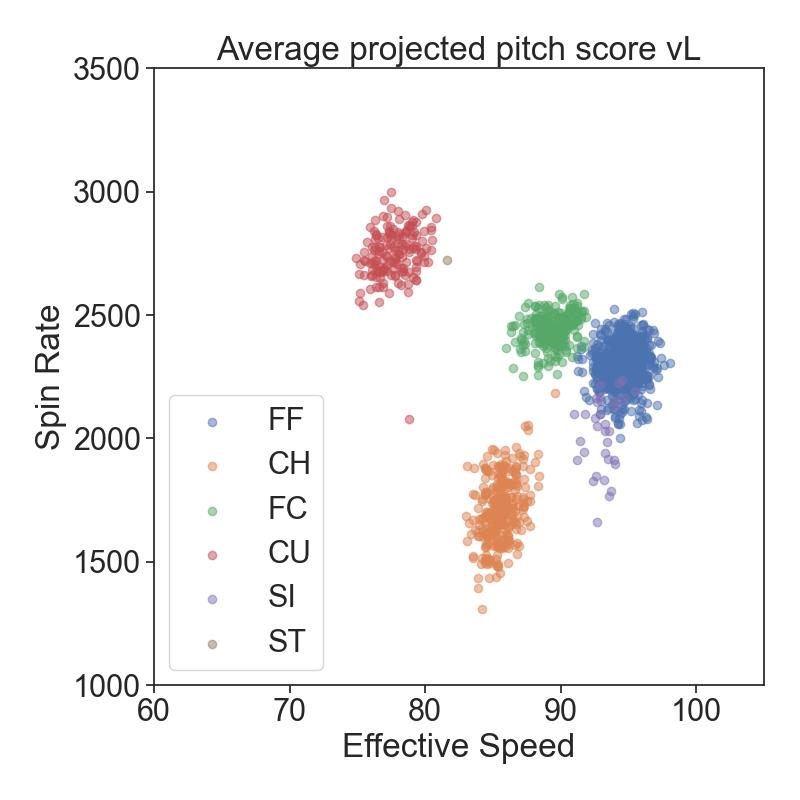 Average projected pitch score vL
3500
3000
2500
2000
1500
1000
Spin Rate
FF
CH
FC
CU
SI
ST
60 70 80 90 100
Effective Speed